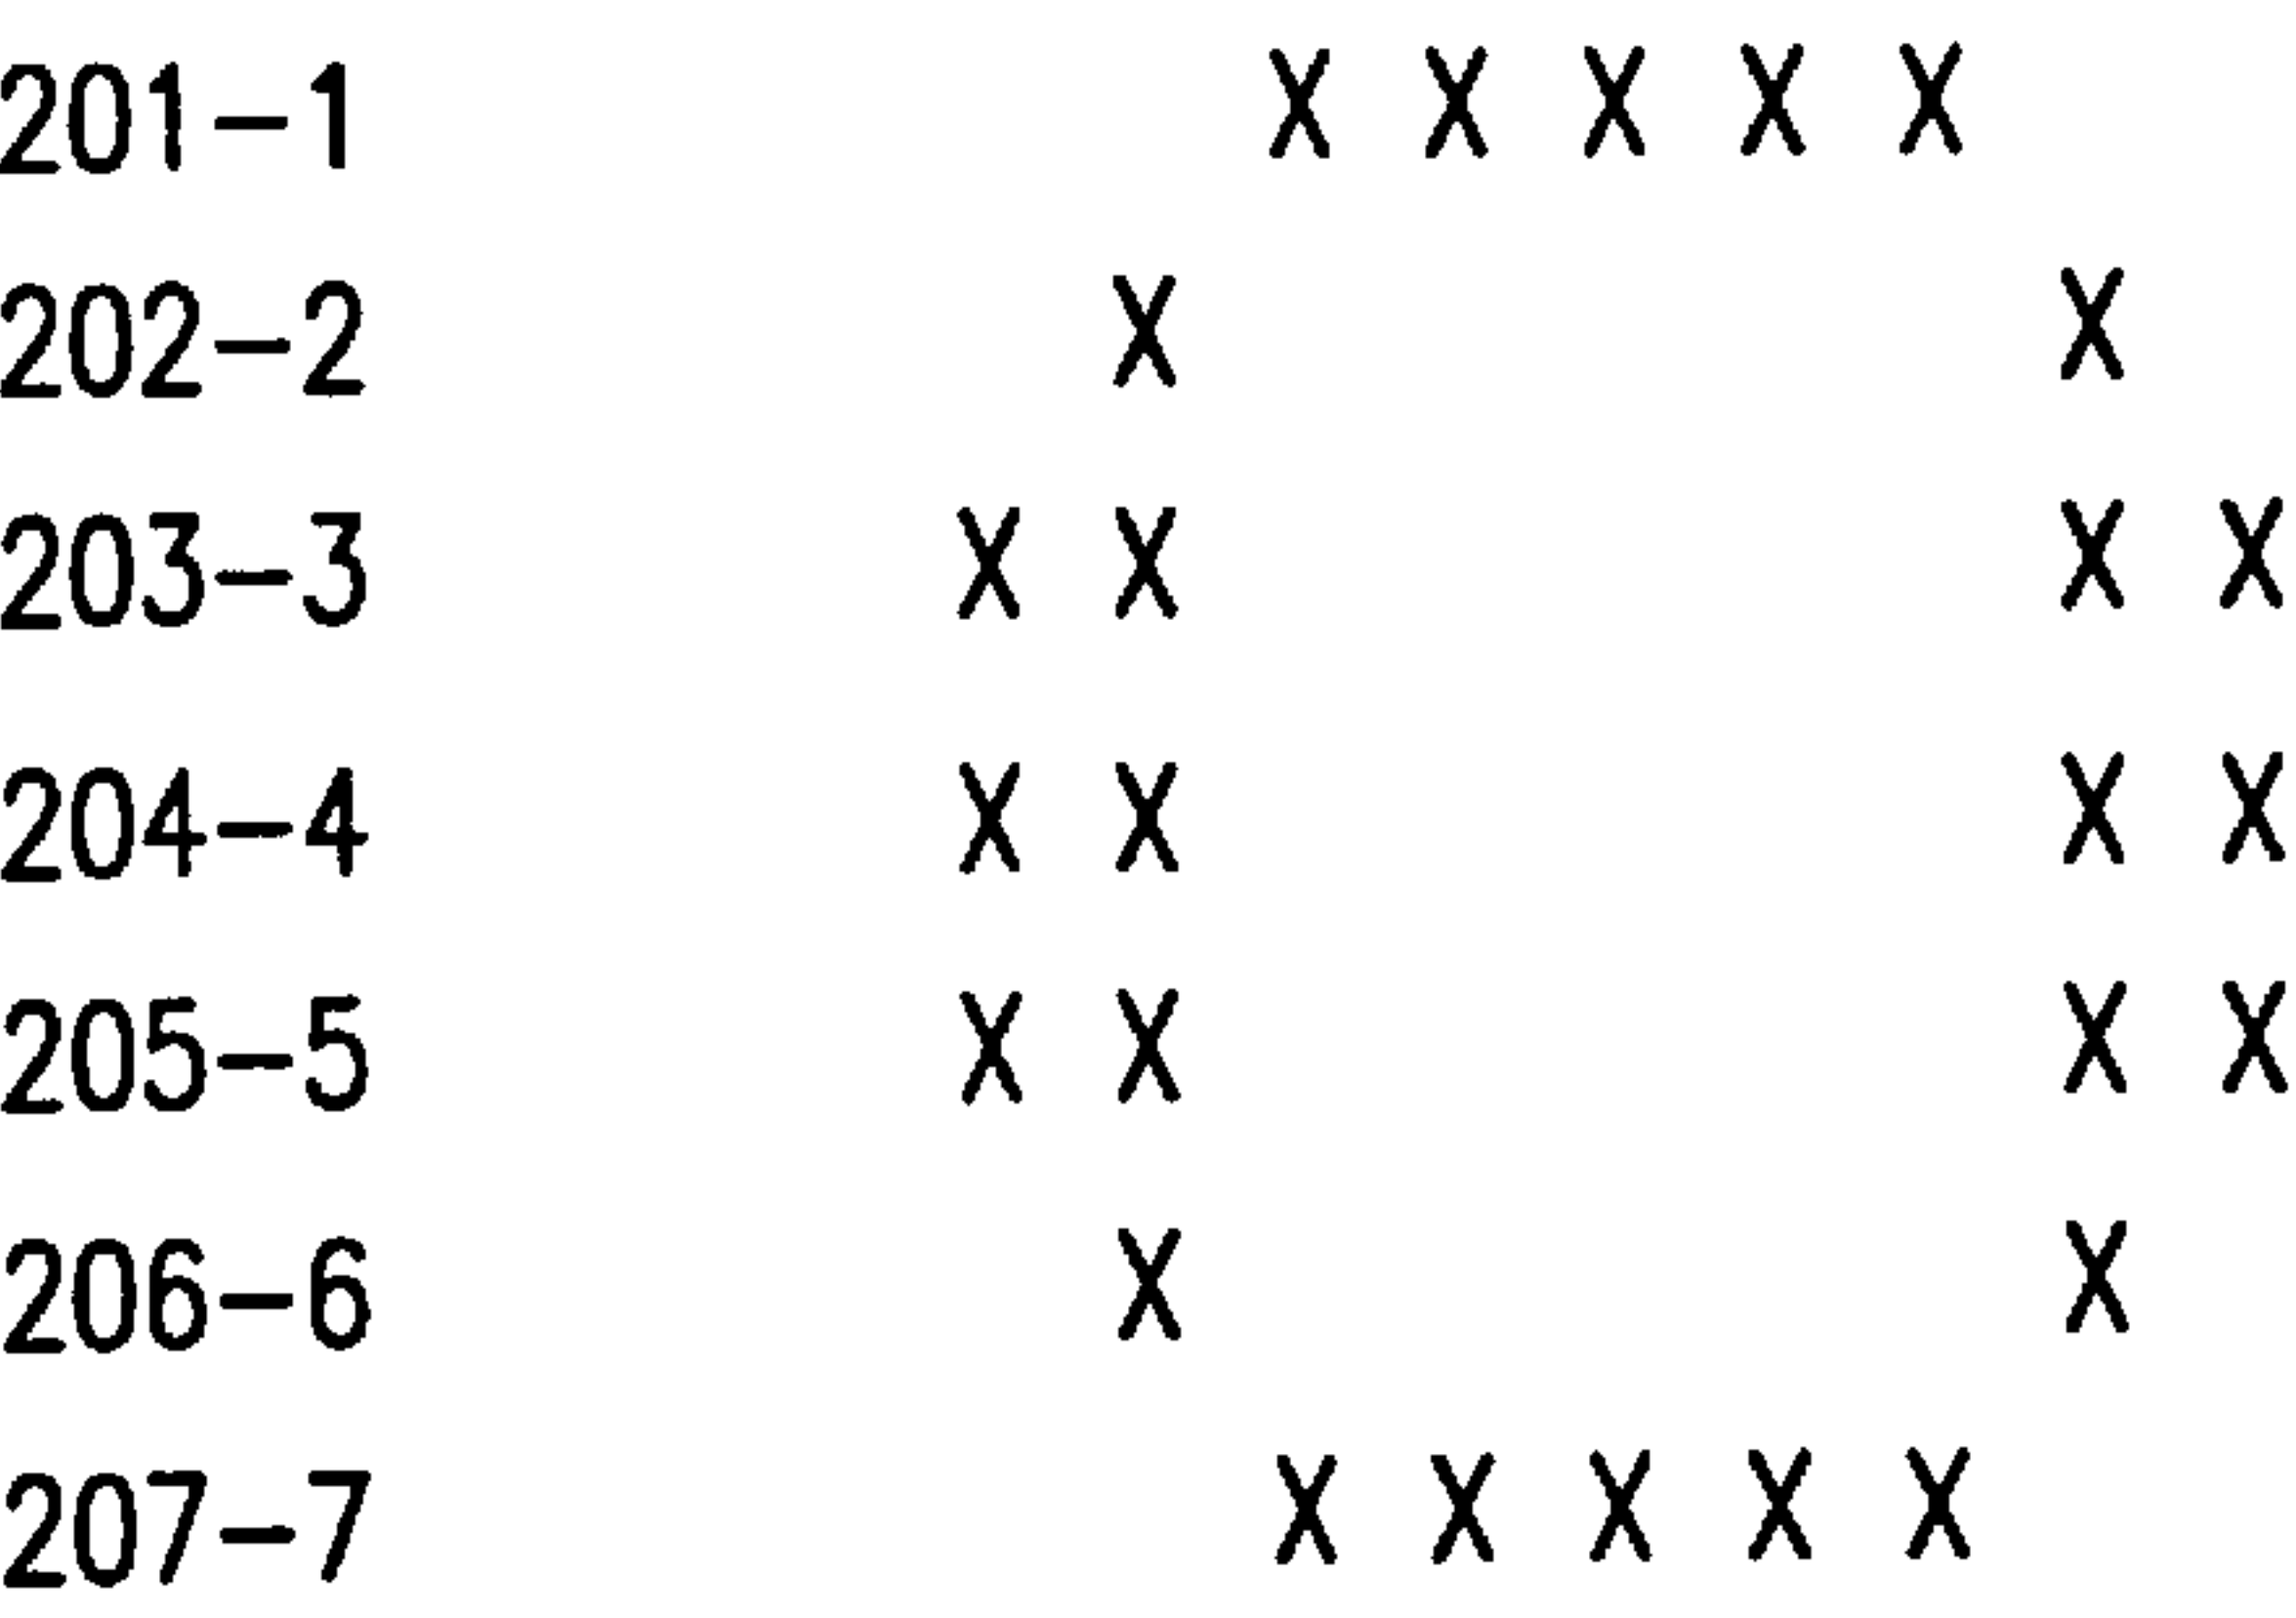 201-1 X X X X X
202-2 X X
203-3 X X X X
204-4 X X X X
205-5 X X X X
206-6 X X
207-7 X X X X X